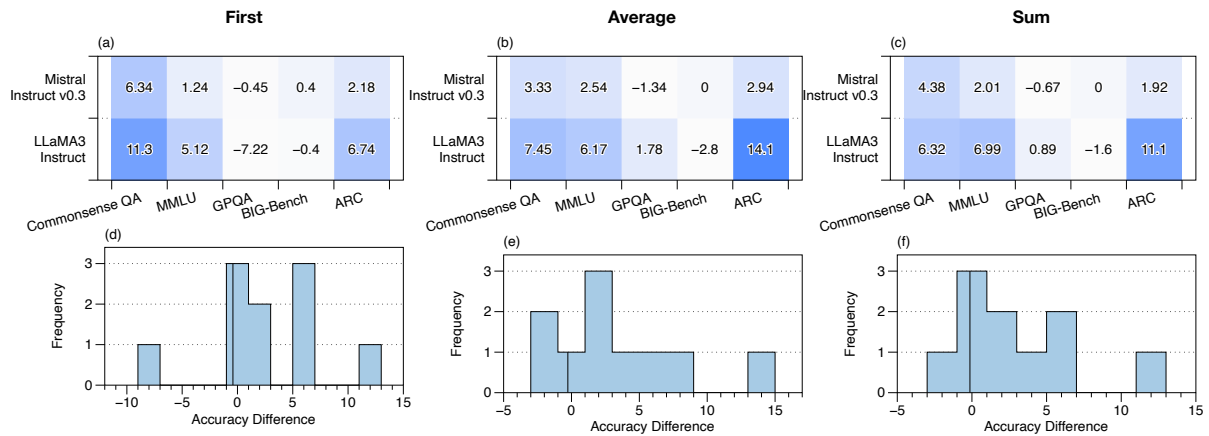 First
Average
Sum
(a)
Mistral
Instruct v0.3
6.34 1.24 −0.45 0.4 2.18
LLaMA3
Instruct
11.3 5.12 −7.22 −0.4 6.74
Commonsense QA MMLU GPQA BIG-Bench ARC
(b)
Mistral
Instruct v0.3
3.33 2.54 −1.34 0 2.94
LLaMA3
Instruct
7.45 6.17 1.78 −2.8 14.1
Commonsense QA MMLU GPQA BIG-Bench ARC
(c)
Mistral
Instruct v0.3
4.38 2.01 −0.67 0 1.92
LLaMA3
Instruct
6.32 6.99 0.89 −1.6 11.1
Commonsense QA MMLU GPQA BIG-Bench ARC
(d)
Frequency
3
2
1
0
−10 −5 0 5 10 15
Accuracy Difference
(e)
Frequency
3
2
1
0
−5 0 5 10 15
Accuracy Difference
(f)
Frequency
3
2
1
0
−5 0 5 10 15
Accuracy Difference